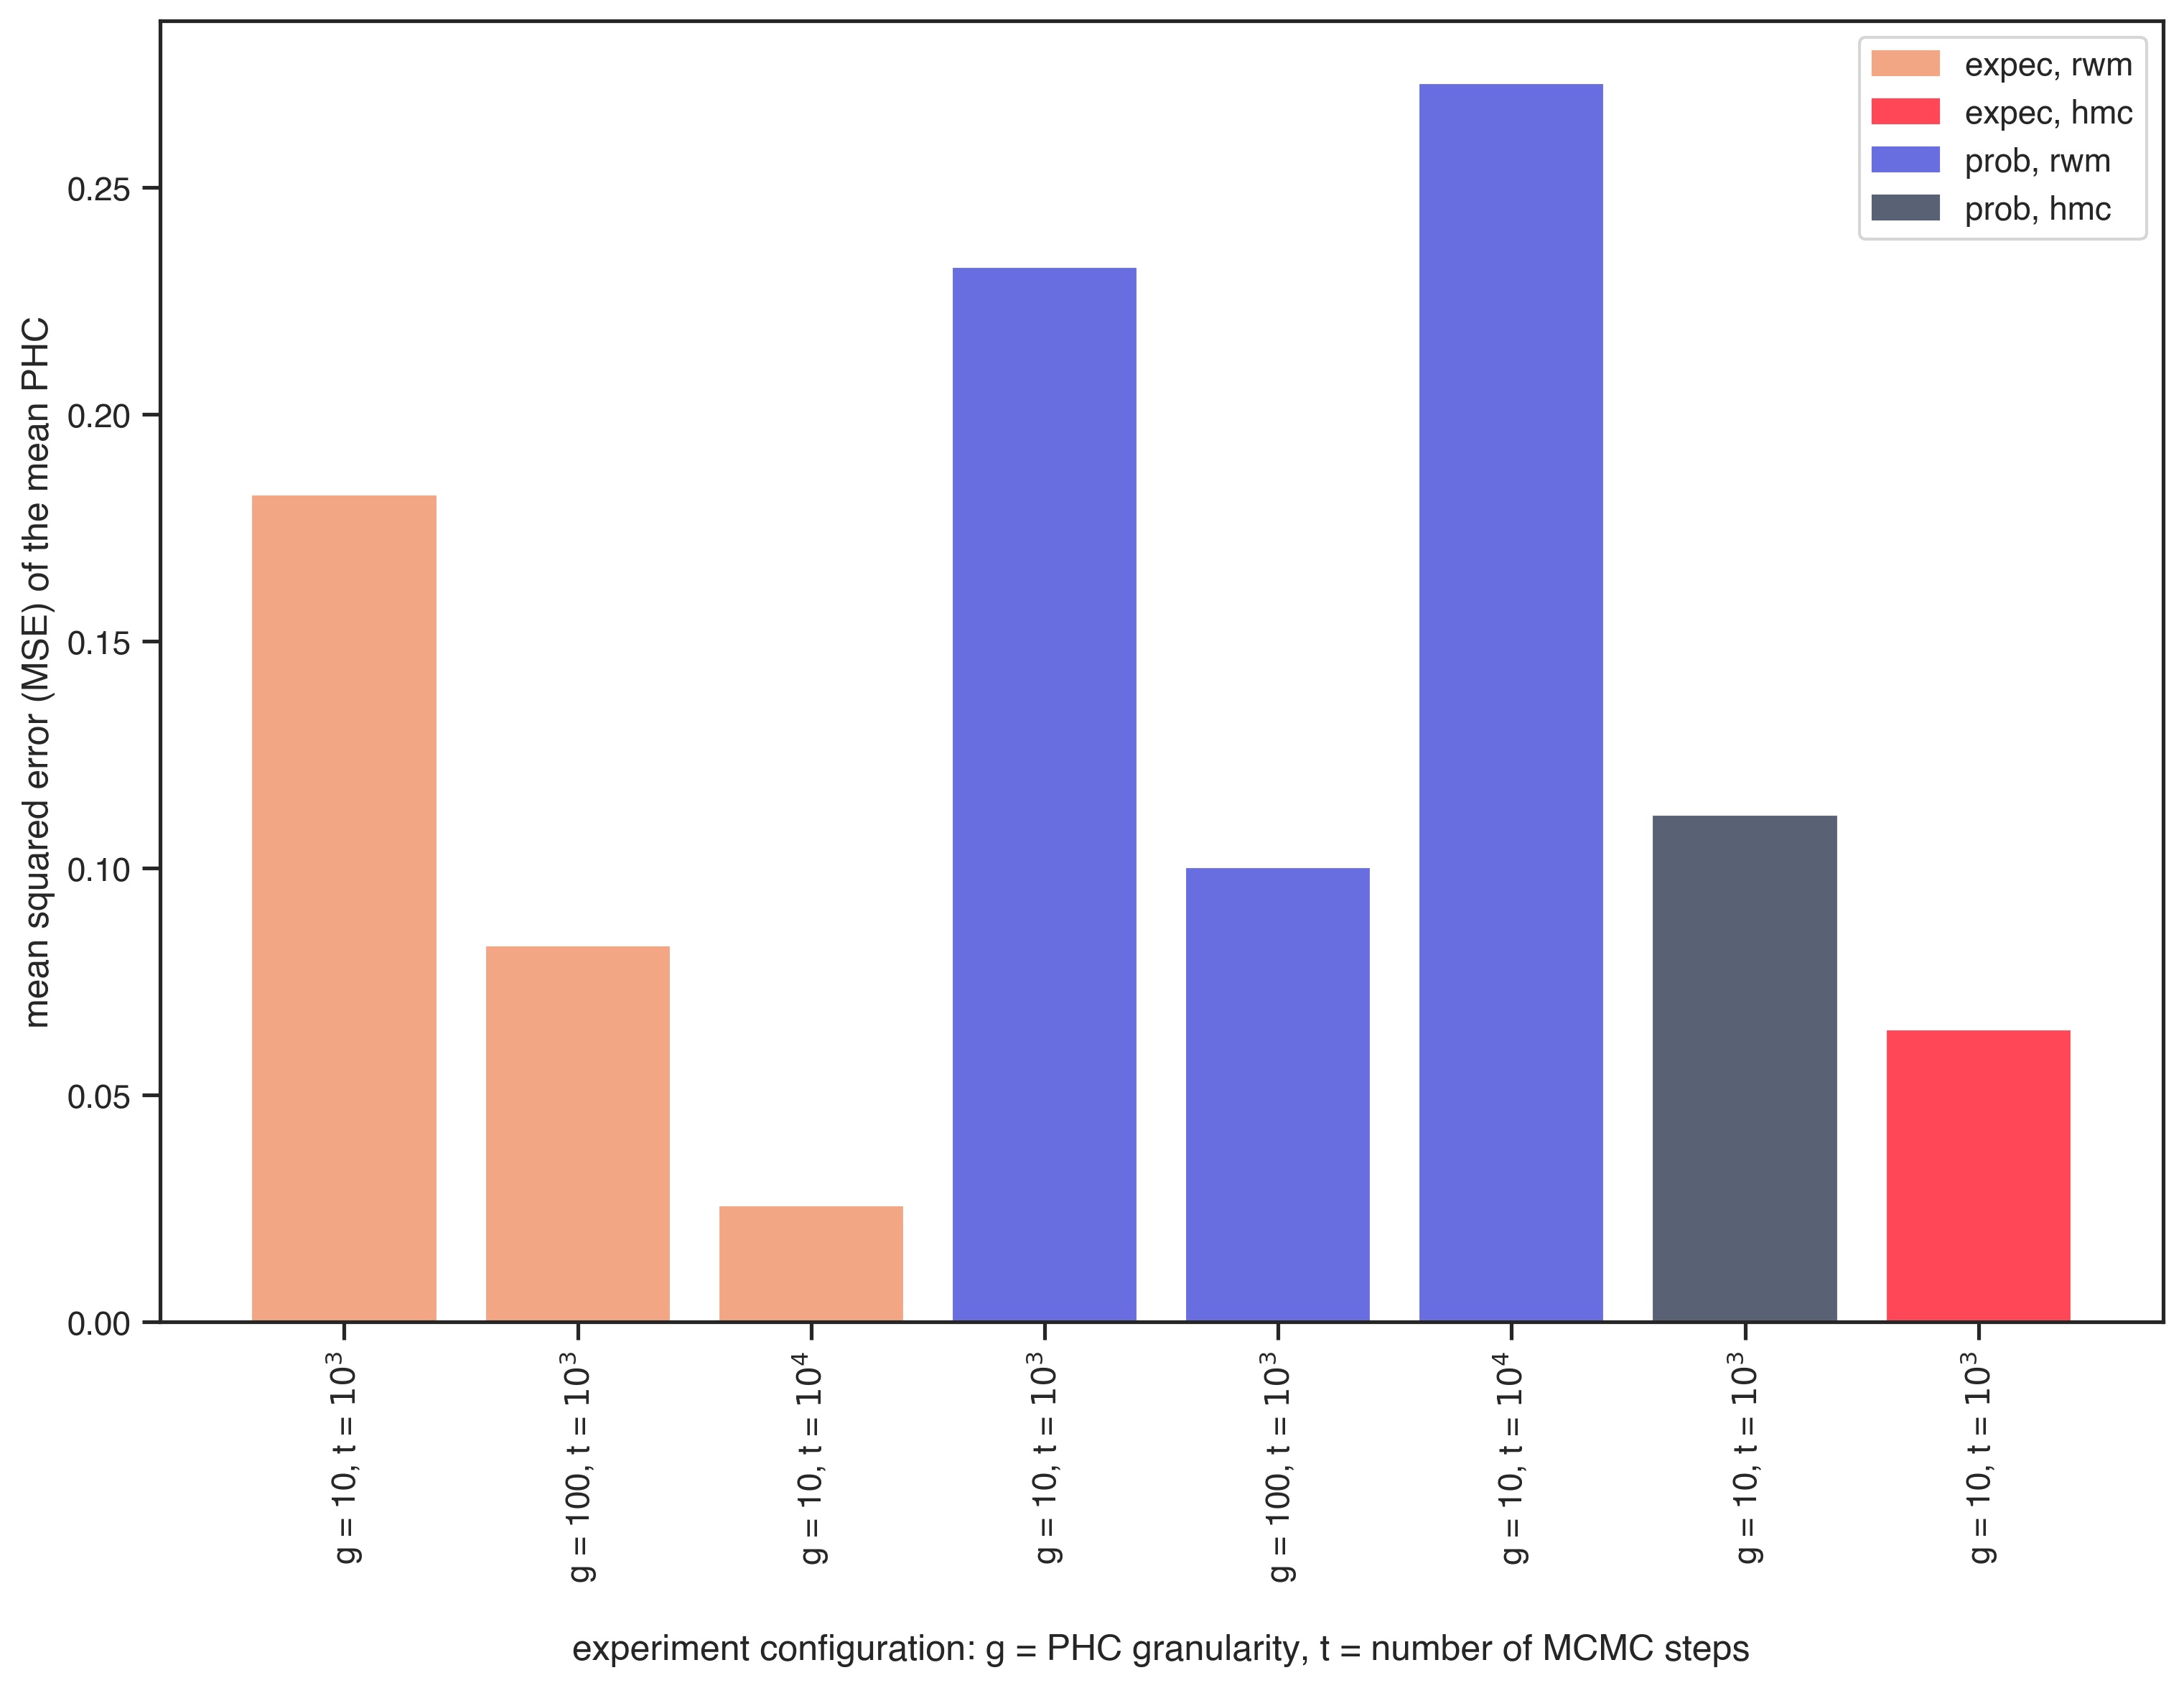 expec, rwm
expec, hmc
prob, rwm
prob, hmc
mean squared error (MSE) of the mean PHC
0.25
0.20
0.15
0.10
0.05
0.00
g = 10, t = 10³
g = 100, t = 10³
g = 10, t = 10⁴
g = 10, t = 10³
g = 100, t = 10³
g = 10, t = 10⁴
g = 10, t = 10³
g = 10, t = 10³
experiment configuration: g = PHC granularity, t = number of MCMC steps